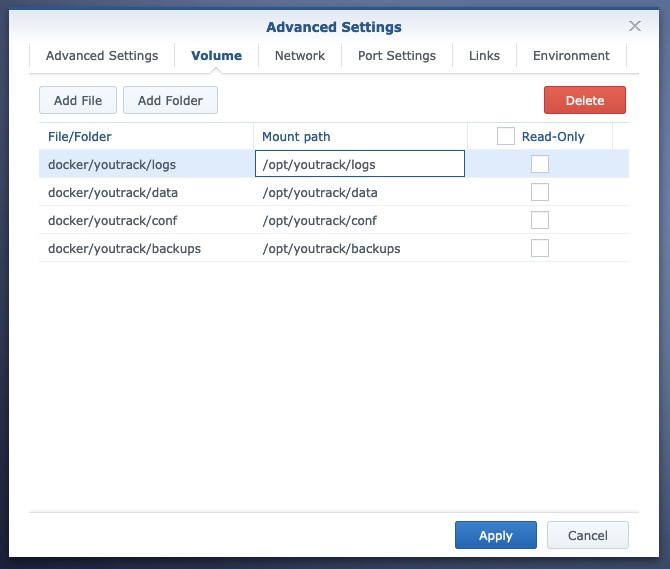 Advanced Settings
Advanced Settings Volume Network Port Settings Links Environment
Add File Add Folder Delete
File/Folder Mount path Read-Only
docker/youtrack/logs /opt/youtrack/logs
docker/youtrack/data /opt/youtrack/data
docker/youtrack/conf /opt/youtrack/conf
docker/youtrack/backups /opt/youtrack/backups
Apply Cancel